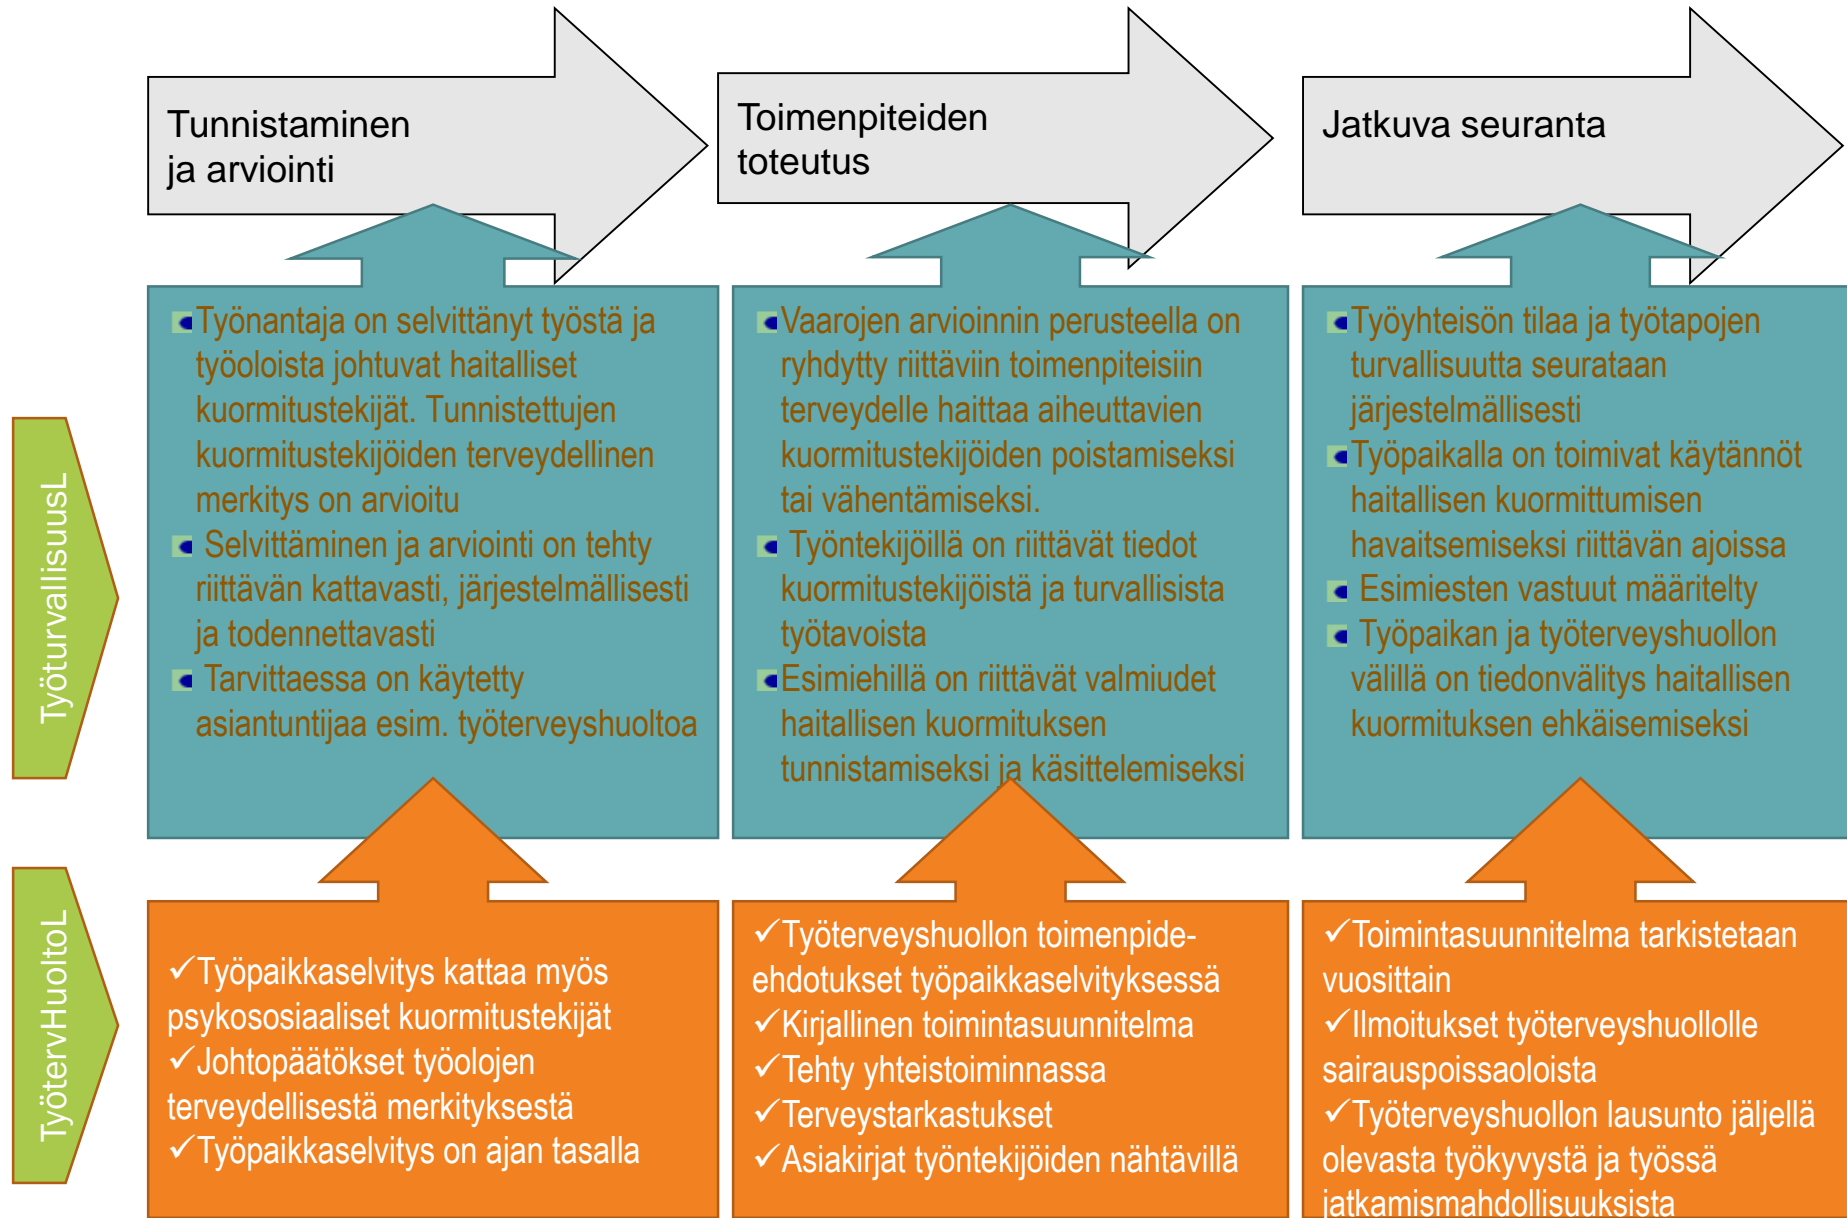 Tunnistaminen
ja arviointi
Toimenpiteiden
toteutus
Jatkuva seuranta
TyöturvallisuusL
Työnantaja on selvittänyt työstä ja
työoloista johtuvat haitalliset
kuormitustekijät. Tunnistettujen
kuormitustekijöiden terveydellinen
merkitys on arvioitu
Selvittäminen ja arviointi on tehty
riittävän kattavasti, järjestelmällisesti
ja todennettavasti
Tarvittaessa on käytetty
asiantuntijaa esim. työterveyshuoltoa
Vaarojen arvioinnin perusteella on
ryhdytty riittäviin toimenpiteisiin
terveydelle haittaa aiheuttavien
kuormitustekijöiden poistamiseksi
tai vähentämiseksi.
Työntekijöillä on riittävät tiedot
kuormitustekijöistä ja turvallisista
työtavoista
Esimiehillä on riittävät valmiudet
haitallisen kuormituksen
tunnistamiseksi ja käsittelemiseksi
Työyhteisön tilaa ja työtapojen
turvallisuutta seurataan
järjestelmällisesti
Työpaikalla on toimivat käytännöt
haitallisen kuormittumisen
havaitsemiseksi riittävän ajoissa
Esimiesten vastuut määritelty
Työpaikan ja työterveyshuollon
välillä on tiedonvälitys haitallisen
kuormituksen ehkäisemiseksi
TyötervHuoltoL
✓Työpaikkaselvitys kattaa myös
psykososiaaliset kuormitustekijät
✓Johtopäätökset työolojen
terveydellisestä merkityksestä
✓Työpaikkaselvitys on ajan tasalla
✓Työterveyshuollon toimenpide-
ehdotukset työpaikkaselvityksessä
✓Kirjallinen toimintasuunnitelma
✓Tehty yhteistoiminnassa
✓Terveystarkastukset
✓Asiakirjat työntekijöiden nähtävillä
✓Toimintasuunnitelma tarkistetaan
vuosittain
✓Ilmoitukset työterveyshuollolle
sairauspoissaoloista
✓Työterveyshuollon lausunto jäljellä
olevasta työkyvystä ja työssä
jatkamismahdollisuuksista